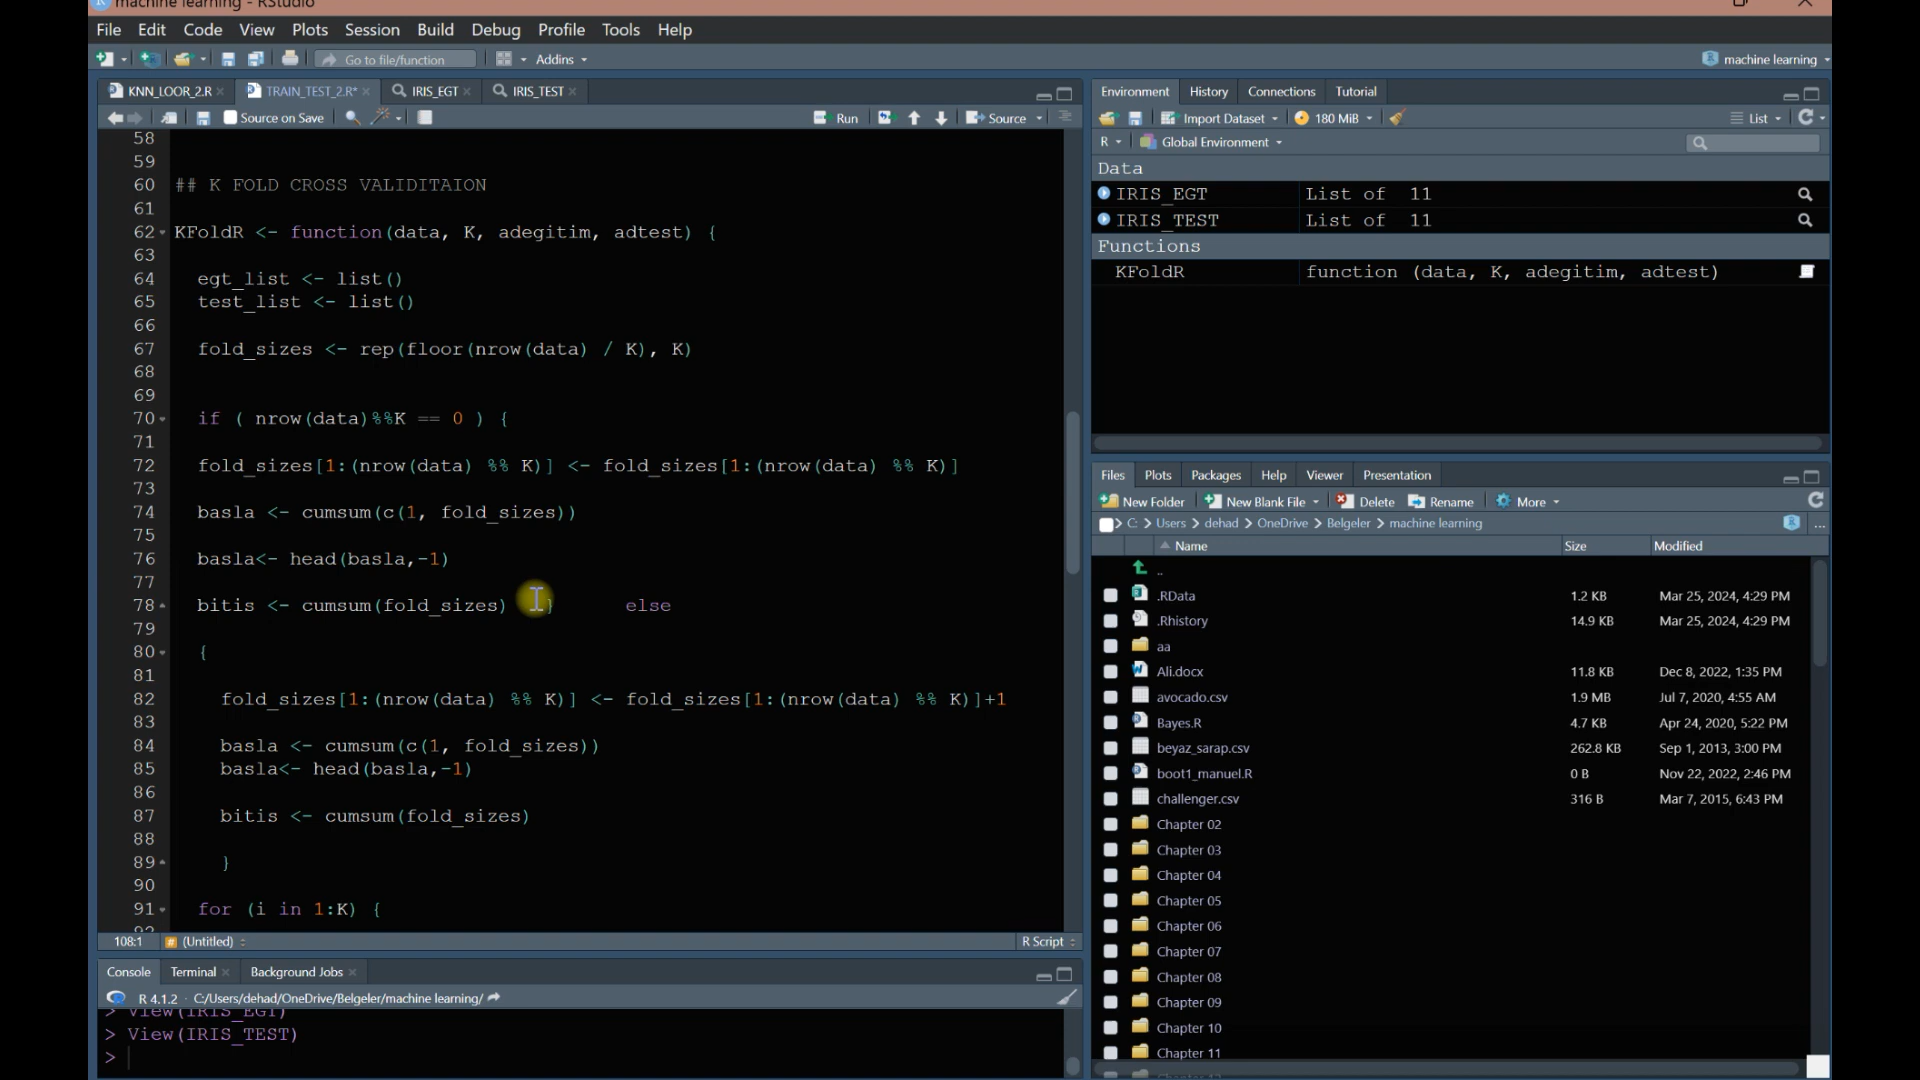 machine learning - RStudio
File Edit Code View Plots Session Build Debug Profile Tools Help
Go to file/function Addins machine learning
KNN_LOOR_2.R TRAIN_TEST_2.R* IRIS_EGT IRIS_TEST
Source on Save Run Source
58
59
60 ## K FOLD CROSS VALIDITAION
61
62 KFoldR <- function(data, K, adegitim, adtest) {
63
64 egt_list <- list()
65 test_list <- list()
66
67 fold_sizes <- rep(floor(nrow(data) / K), K)
68
69
70 if ( nrow(data)%%K == 0 ) {
71
72 fold_sizes[1:(nrow(data) %% K)] <- fold_sizes[1:(nrow(data) %% K)]
73
74 basla <- cumsum(c(1, fold_sizes))
75
76 basla<- head(basla,-1)
77
78 bitis <- cumsum(fold_sizes) } else
79
80 {
81
82 fold_sizes[1:(nrow(data) %% K)] <- fold_sizes[1:(nrow(data) %% K)]+1
83
84 basla <- cumsum(c(1, fold_sizes))
85 basla<- head(basla,-1)
86
87 bitis <- cumsum(fold_sizes)
88
89 }
90
91 for (i in 1:K) {
92
108:1 # (Untitled) R Script
Console Terminal Background Jobs
R 4.1.2 · C:/Users/dehad/OneDrive/Belgeler/machine learning/
> View(IRIS_EGT)
> View(IRIS_TEST)
>
Environment History Connections Tutorial
Import Dataset 180 MiB List
R Global Environment
Data
IRIS_EGT List of 11
IRIS_TEST List of 11
Functions
KFoldR function (data, K, adegitim, adtest)
Files Plots Packages Help Viewer Presentation
New Folder New Blank File Delete Rename More
C: > Users > dehad > OneDrive > Belgeler > machine learning ...
Name Size Modified
..
.RData 1.2 KB Mar 25, 2024, 4:29 PM
.Rhistory 14.9 KB Mar 25, 2024, 4:29 PM
aa
Ali.docx 11.8 KB Dec 8, 2022, 1:35 PM
avocado.csv 1.9 MB Jul 7, 2020, 4:55 AM
Bayes.R 4.7 KB Apr 24, 2020, 5:22 PM
beyaz_sarap.csv 262.8 KB Sep 1, 2013, 3:00 PM
boot1_manuel.R 0 B Nov 22, 2022, 2:46 PM
challenger.csv 316 B Mar 7, 2015, 6:43 PM
Chapter 02
Chapter 03
Chapter 04
Chapter 05
Chapter 06
Chapter 07
Chapter 08
Chapter 09
Chapter 10
Chapter 11